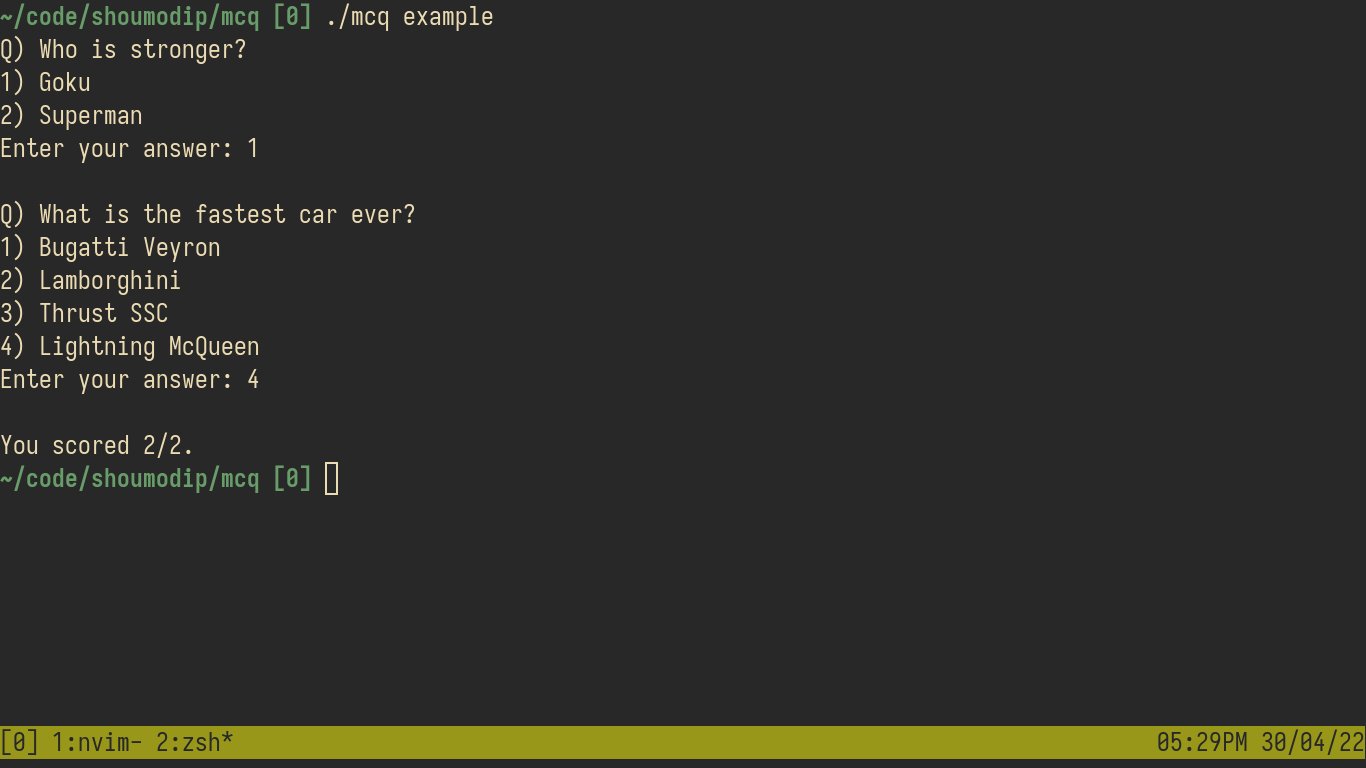 ~/code/shoumodip/mcq [0] ./mcq example
Q) Who is stronger?
1) Goku
2) Superman
Enter your answer: 1
Q) What is the fastest car ever?
1) Bugatti Veyron
2) Lamborghini
3) Thrust SSC
4) Lightning McQueen
Enter your answer: 4
You scored 2/2.
~/code/shoumodip/mcq [0]
[0] 1:nvim- 2:zsh* 05:29PM 30/04/22